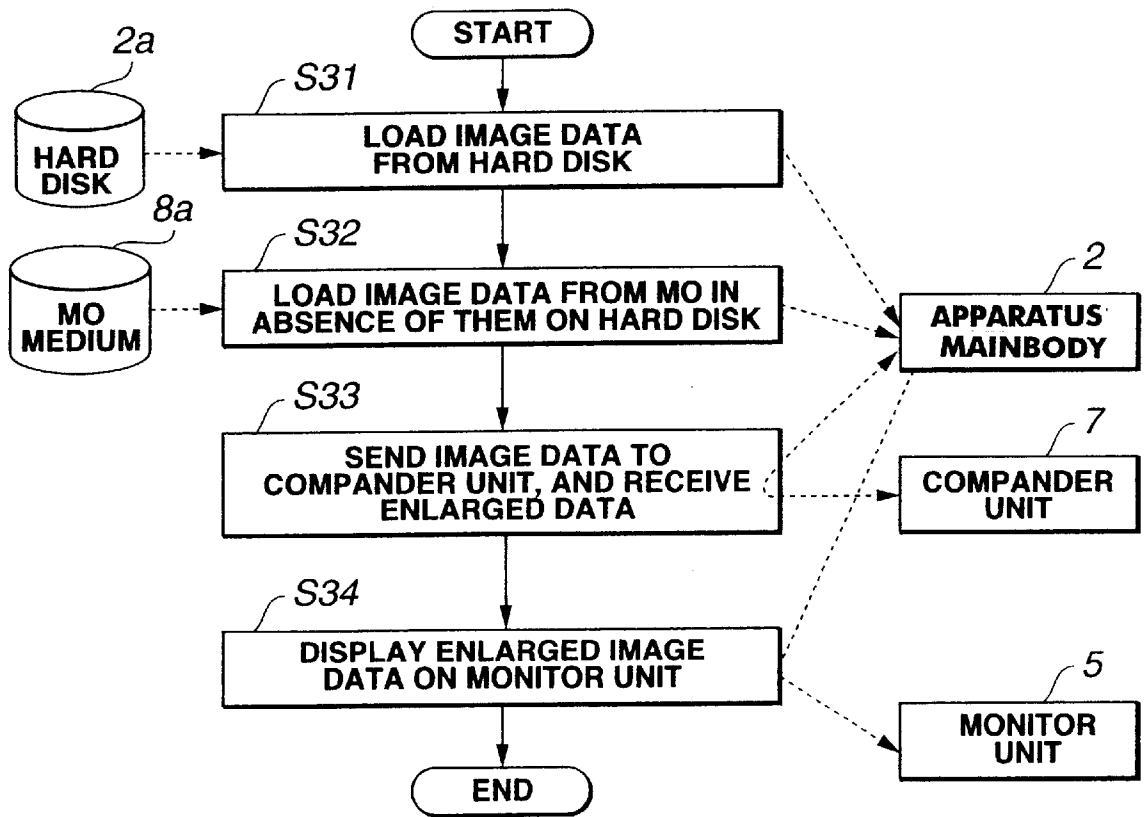 START
2a
S31
HARD
DISK
LOAD IMAGE DATA
FROM HARD DISK
8a
S32
MO
MEDIUM
LOAD IMAGE DATA FROM MO IN
ABSENCE OF THEM ON HARD DISK
2
APPARATUS
MAINBODY
S33
SEND IMAGE DATA TO
COMPANDER UNIT, AND RECEIVE
ENLARGED DATA
7
COMPANDER
UNIT
S34
DISPLAY ENLARGED IMAGE
DATA ON MONITOR UNIT
5
MONITOR
UNIT
END